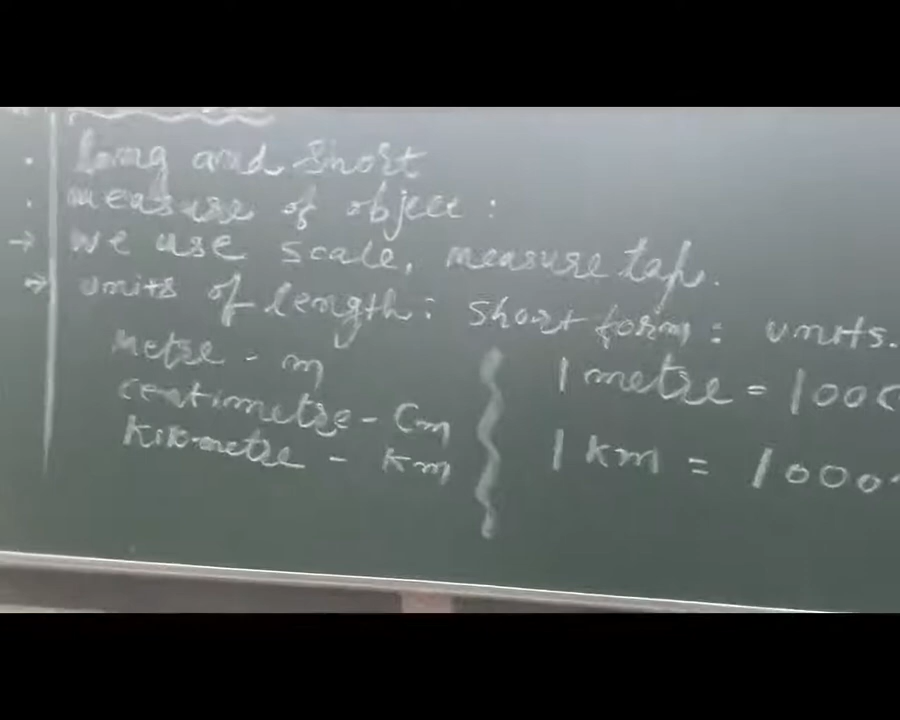 Long and Short
measure of object :
→ we use scale, measure tap.
→ units of length : short form : units.
Metre - m
centimetre - Cm
Kilometre - Km
1 metre = 100c
1 km = 1000